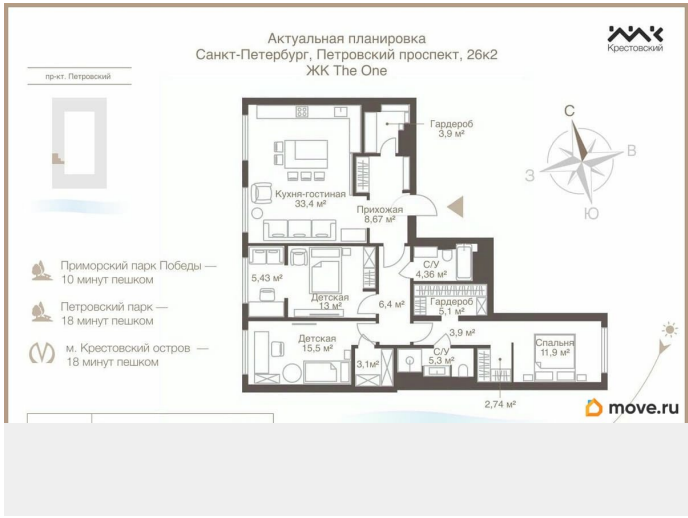 Актуальная планировка
Санкт-Петербург, Петровский проспект, 26к2
ЖК The One
Крестовский
пр-кт. Петровский
Гардероб
3,9 м²
С
В
З
Ю
Кухня-гостиная
33,4 м²
Прихожая
8,67 м²
Приморский парк Победы —
10 минут пешком
5,43 м²
С/У
4,36 м²
Детская
13 м²
6,4 м²
Гардероб
5,1 м²
Петровский парк —
18 минут пешком
3,9 м²
Детская
15,5 м²
Спальня
11,9 м²
С/У
5,3 м²
3,1м²
м. Крестовский остров —
18 минут пешком
2,74 м²
move.ru